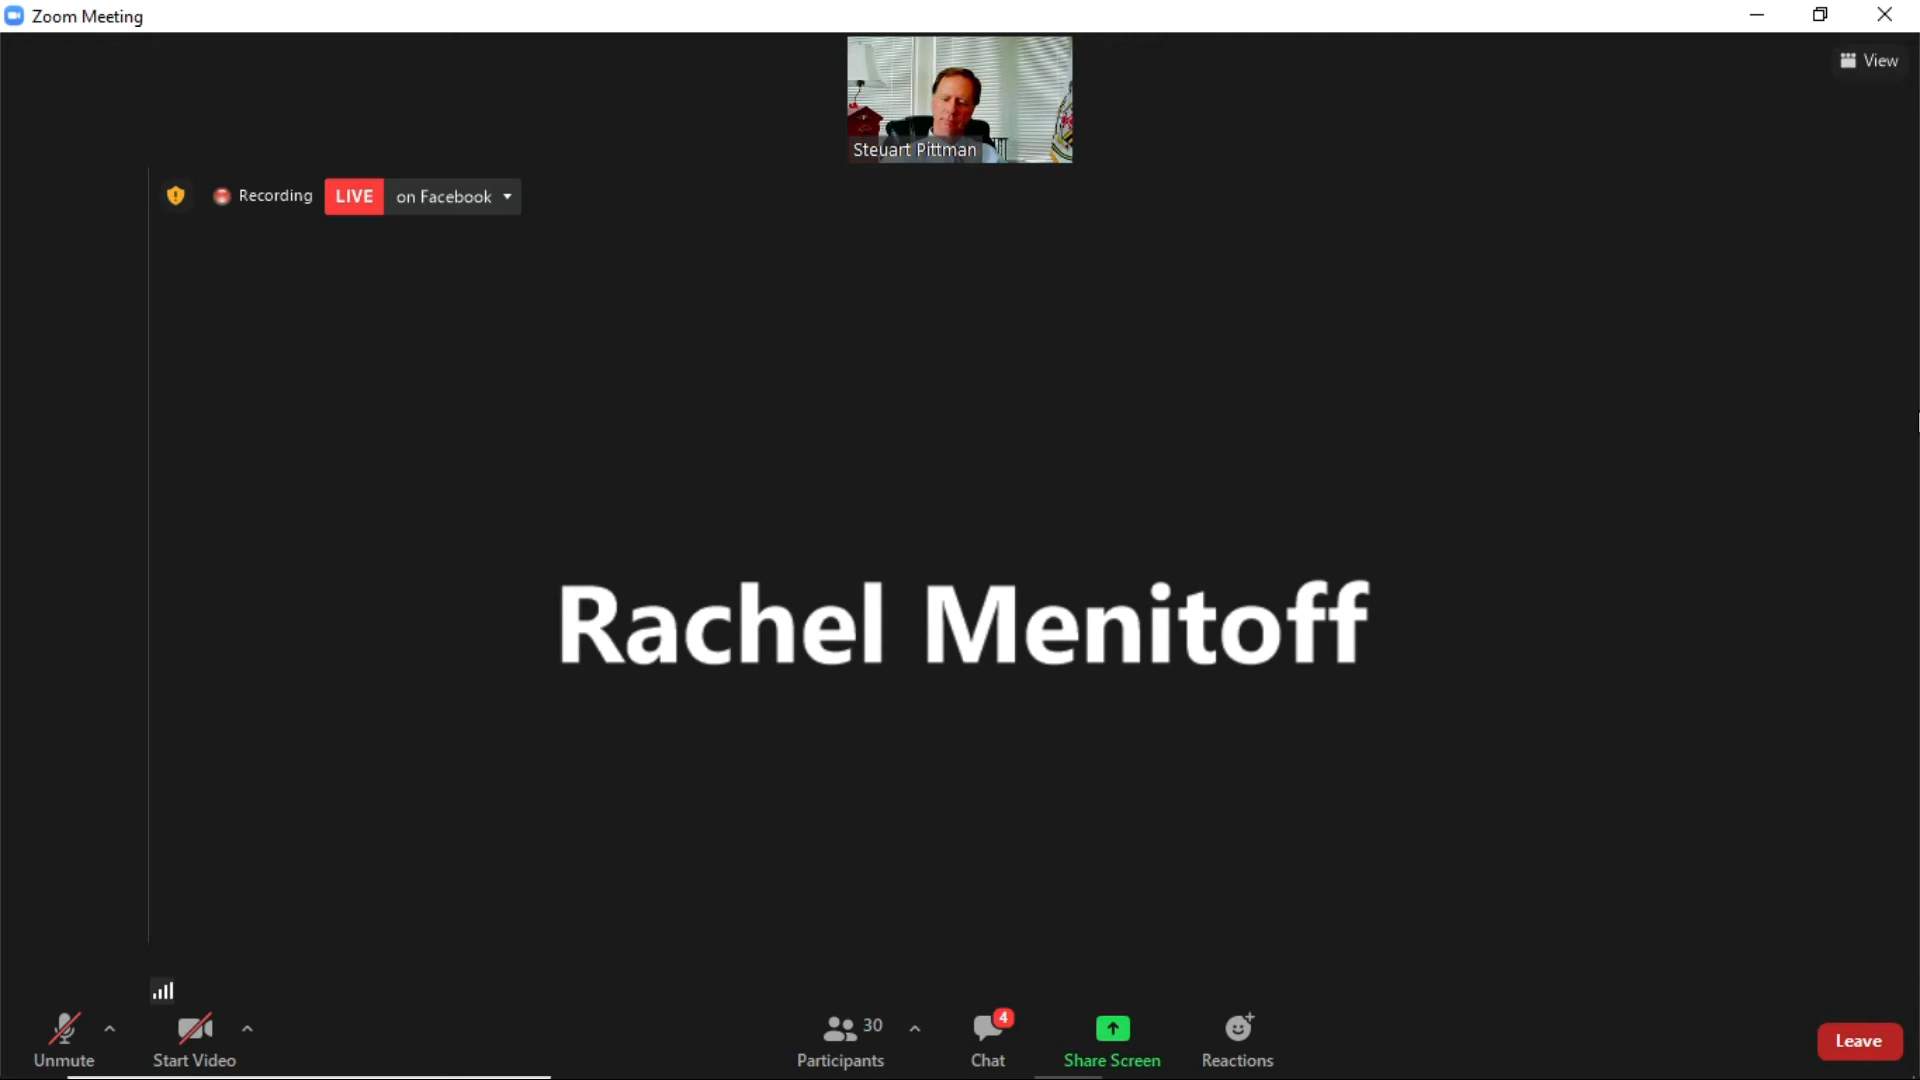 Zoom Meeting
View
Steuart Pittman
Recording
LIVE on Facebook
Rachel Menitoff
30
4
Unmute
Start Video
Participants
Chat
Share Screen
Reactions
Leave